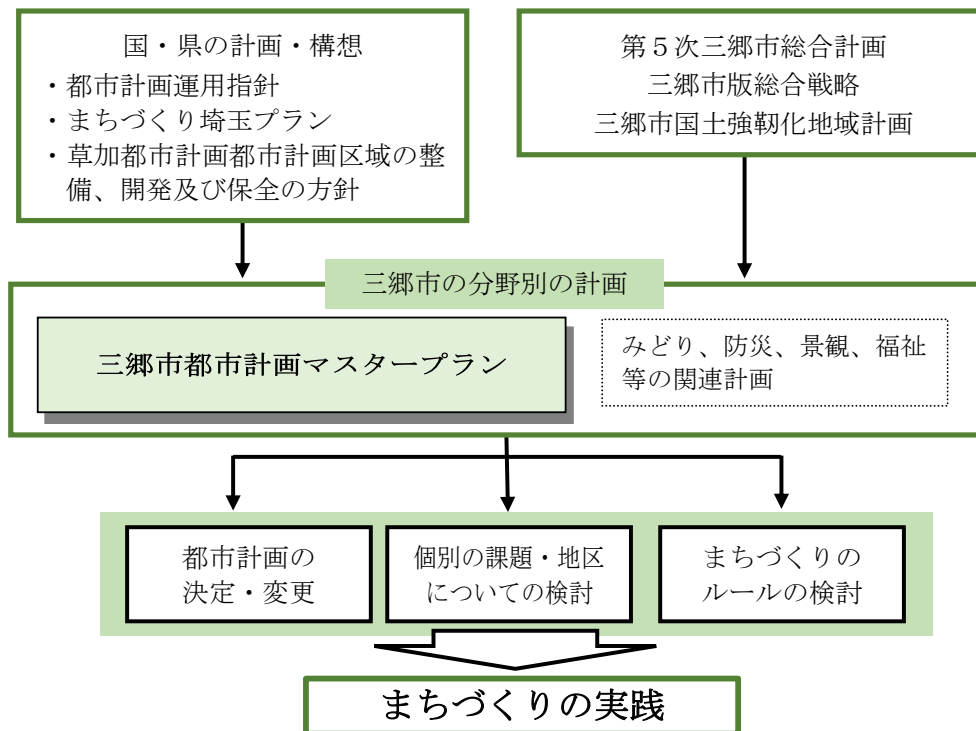 国・県の計画・構想
・都市計画運用指針
・まちづくり埼玉プラン
・草加都市計画都市計画区域の整
備、開発及び保全の方針
第５次三郷市総合計画
三郷市版総合戦略
三郷市国土強靭化地域計画
三郷市の分野別の計画
三郷市都市計画マスタープラン
みどり、防災、景観、福祉
等の関連計画
都市計画の
決定・変更
個別の課題・地区
についての検討
まちづくりの
ルールの検討
まちづくりの実践